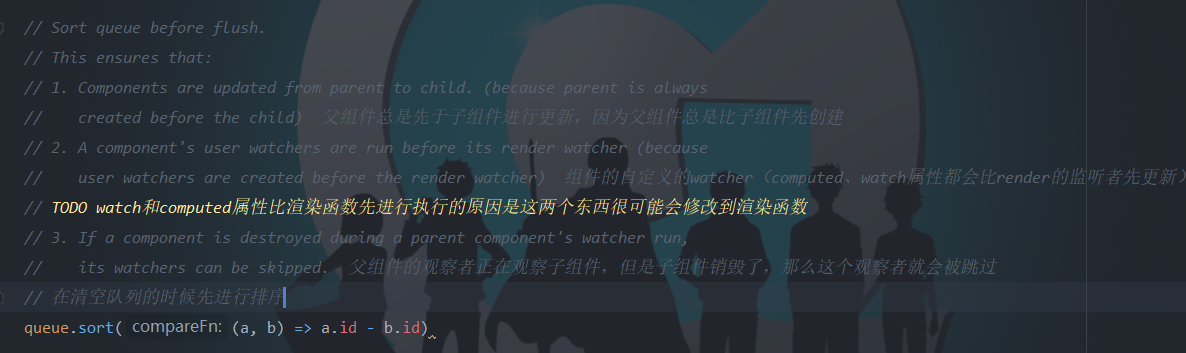 // Sort queue before flush.
// This ensures that:
// 1. Components are updated from parent to child. (because parent is always
//    created before the child)  父组件总是先于子组件进行更新，因为父组件总是比子组件先创建
// 2. A component's user watchers are run before its render watcher (because
//    user watchers are created before the render watcher)  组件的自定义的watcher（computed、watch属性都会比render的监听者先更新）
// TODO watch和computed属性比渲染函数先进行执行的原因是这两个东西很可能会修改到渲染函数
// 3. If a component is destroyed during a parent component's watcher run,
//    its watchers can be skipped.  父组件的观察者正在观察子组件，但是子组件销毁了，那么这个观察者就会被跳过
// 在清空队列的时候先进行排序
queue.sort( compareFn: (a, b) => a.id - b.id)